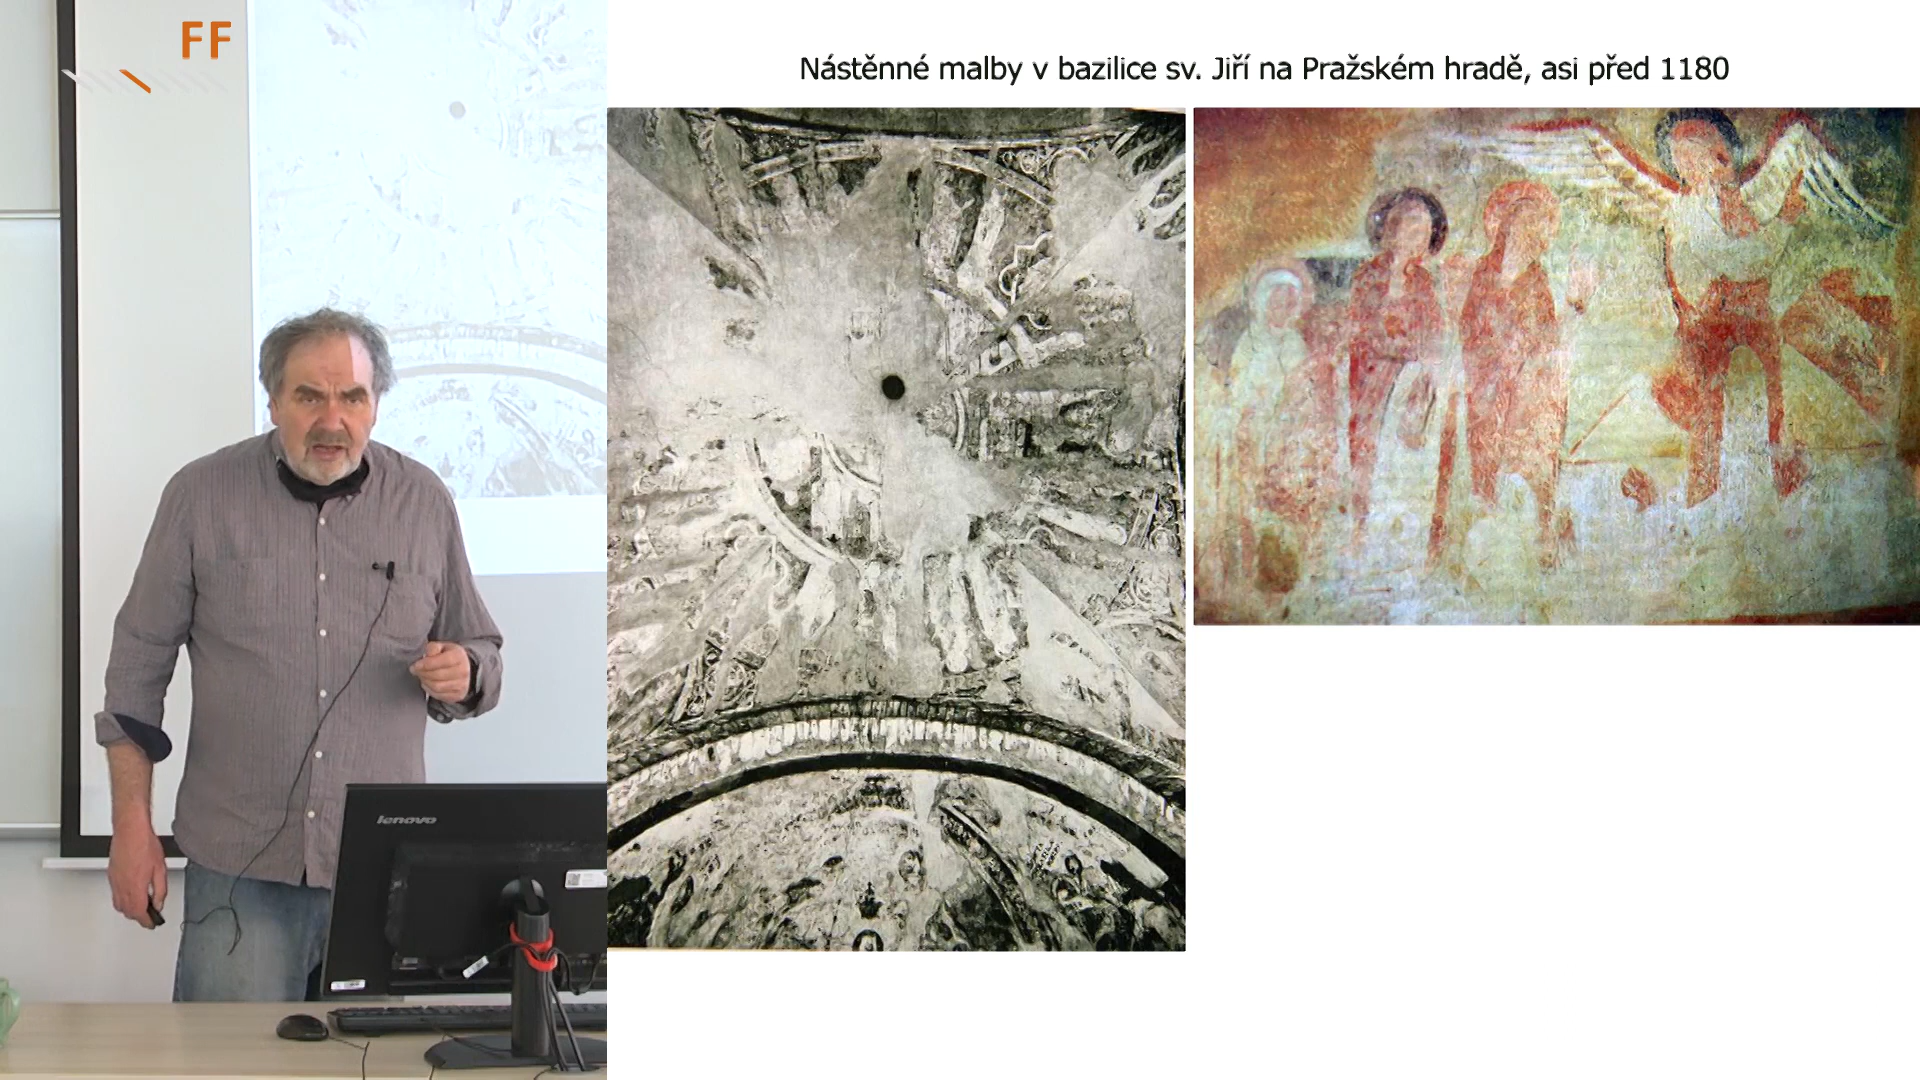 FF
Nástěnné malby v bazilice sv. Jiří na Pražském hradě, asi před 1180
lenovo